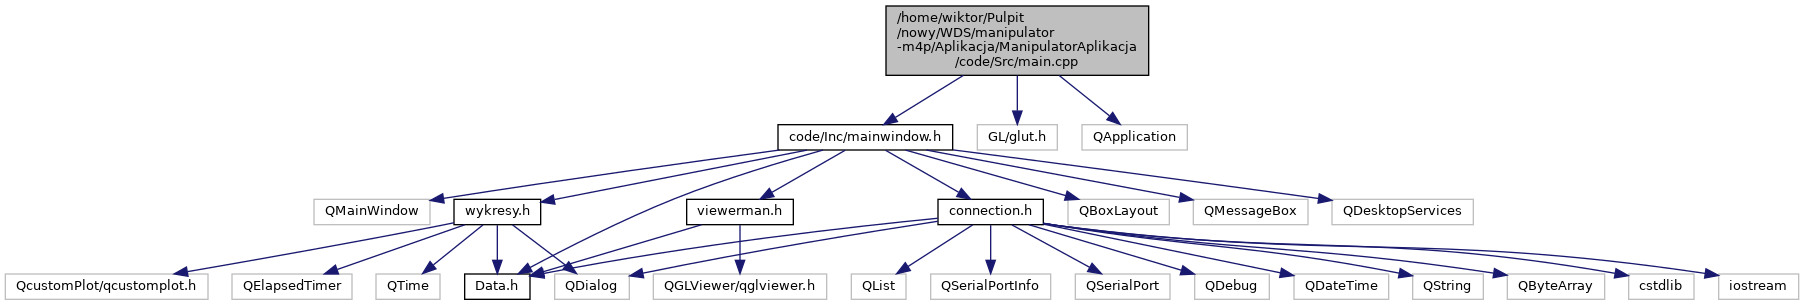 /home/wiktor/Pulpit
/nowy/WDS/manipulator
-m4p/Aplikacja/ManipulatorAplikacja
/code/Src/main.cpp
code/Inc/mainwindow.h
GL/glut.h
QApplication
QMainWindow
wykresy.h
viewerman.h
connection.h
QBoxLayout
QMessageBox
QDesktopServices
QcustomPlot/qcustomplot.h
QElapsedTimer
QTime
Data.h
QDialog
QGLViewer/qglviewer.h
QList
QSerialPortInfo
QSerialPort
QDebug
QDateTime
QString
QByteArray
cstdlib
iostream